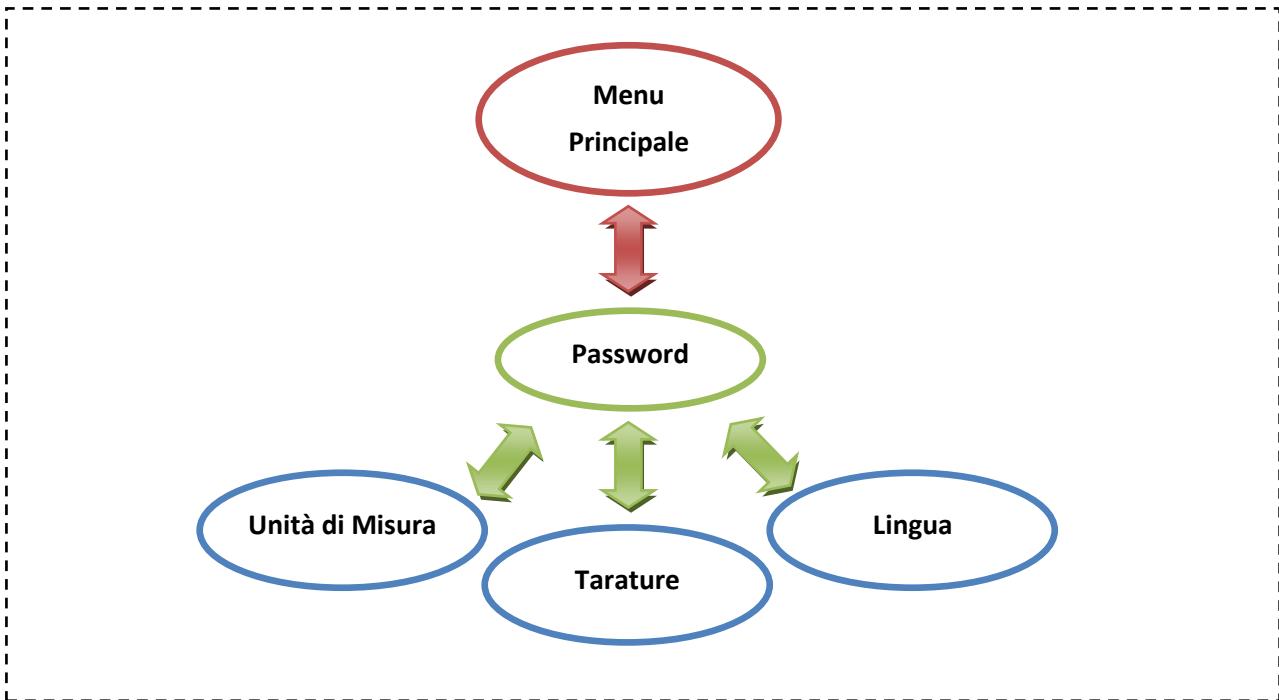 Menu
Principale
Password
Unità di Misura
Lingua
Tarature